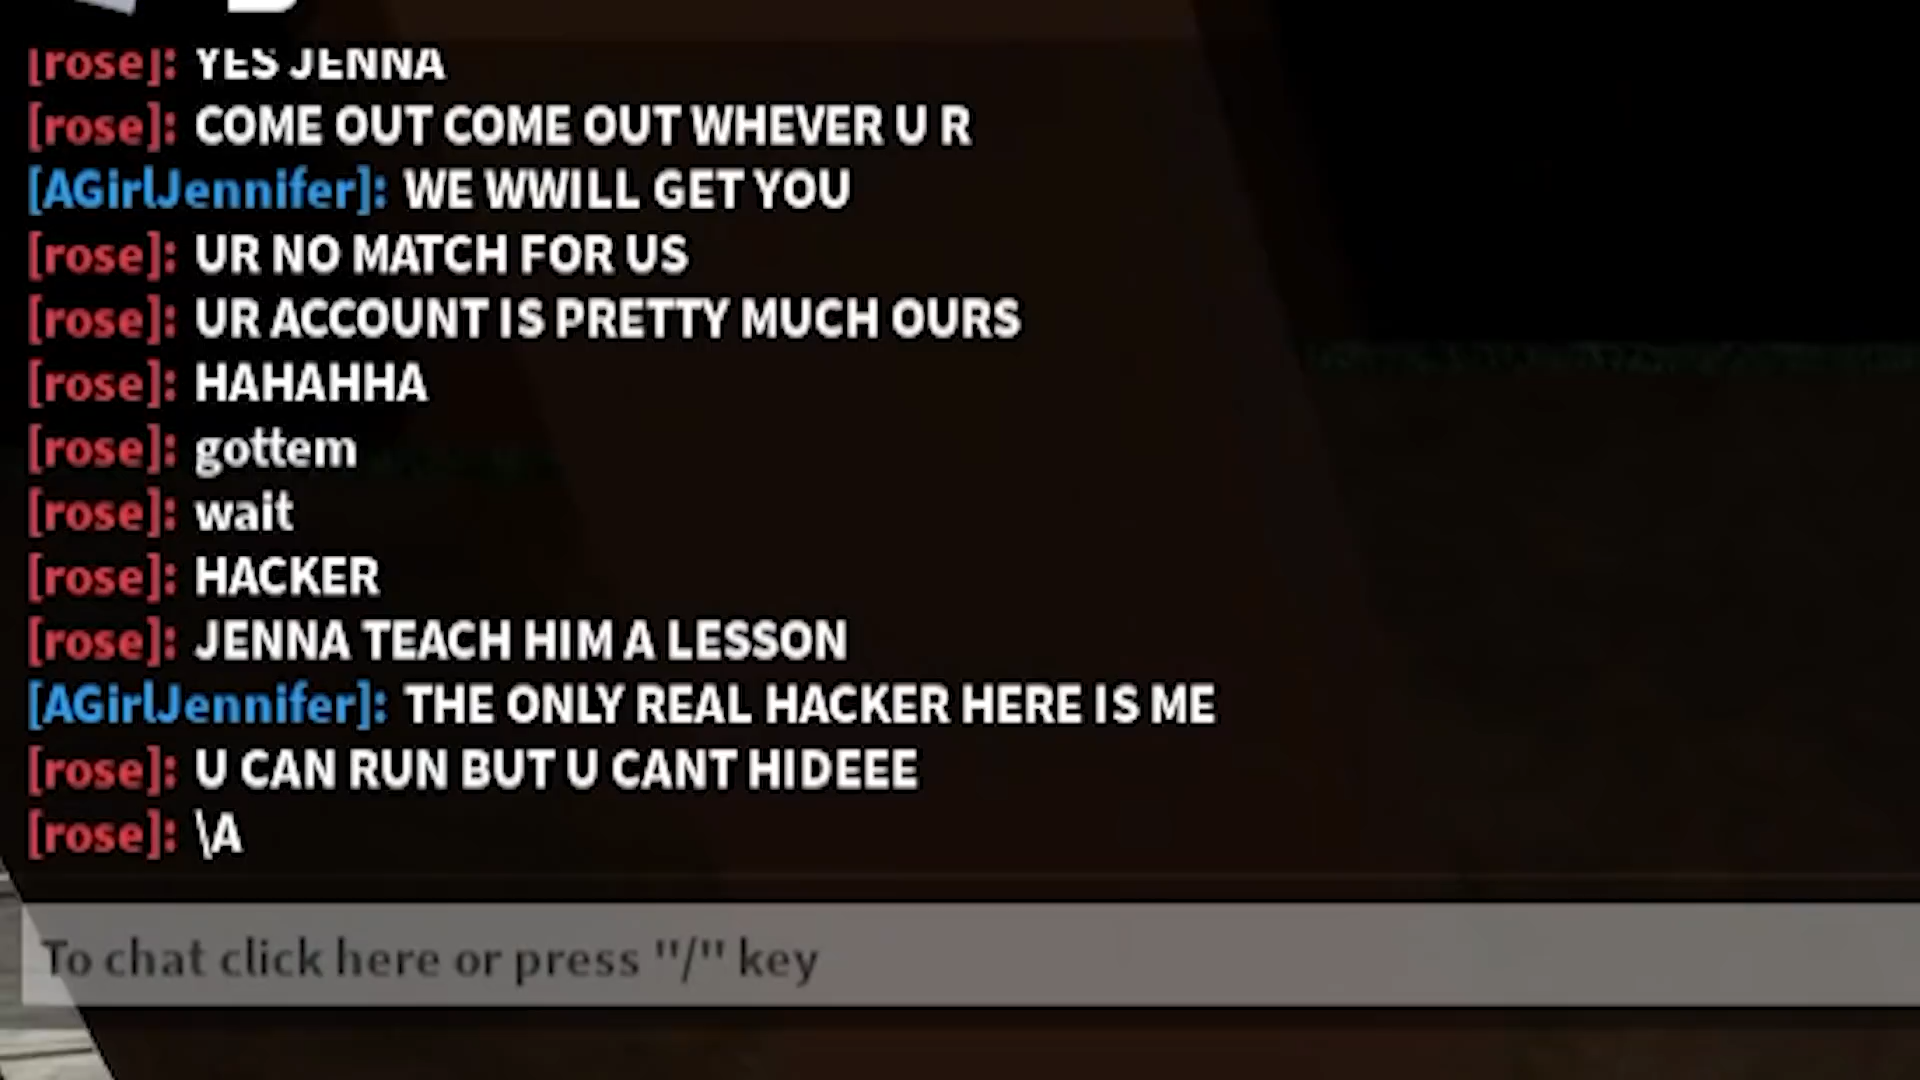 [rose]: YES JENNA
[rose]: COME OUT COME OUT WHEVER U R
[AGirlJennifer]: WE WWILL GET YOU
[rose]: UR NO MATCH FOR US
[rose]: UR ACCOUNT IS PRETTY MUCH OURS
[rose]: HAHAHHA
[rose]: gottem
[rose]: wait
[rose]: HACKER
[rose]: JENNA TEACH HIM A LESSON
[AGirlJennifer]: THE ONLY REAL HACKER HERE IS ME
[rose]: U CAN RUN BUT U CANT HIDEEE
[rose]: \A
To chat click here or press "/" key